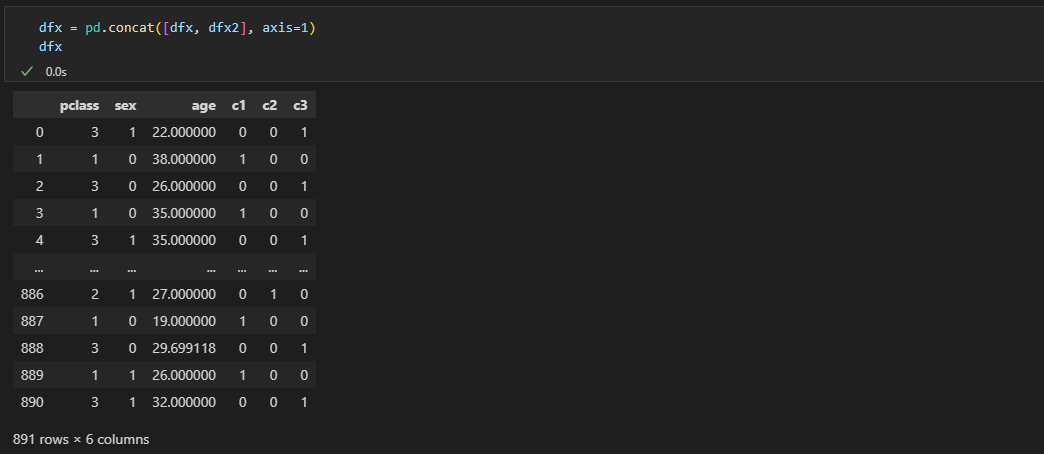 dfx = pd.concat([dfx, dfx2], axis=1)
dfx
0.0s
pclass sex age c1 c2 c3
0 3 1 22.000000 0 0 1
1 1 0 38.000000 1 0 0
2 3 0 26.000000 0 0 1
3 1 0 35.000000 1 0 0
4 3 1 35.000000 0 0 1
... ... ... ... ... ... ...
886 2 1 27.000000 0 1 0
887 1 0 19.000000 1 0 0
888 3 0 29.699118 0 0 1
889 1 1 26.000000 1 0 0
890 3 1 32.000000 0 0 1
891 rows × 6 columns